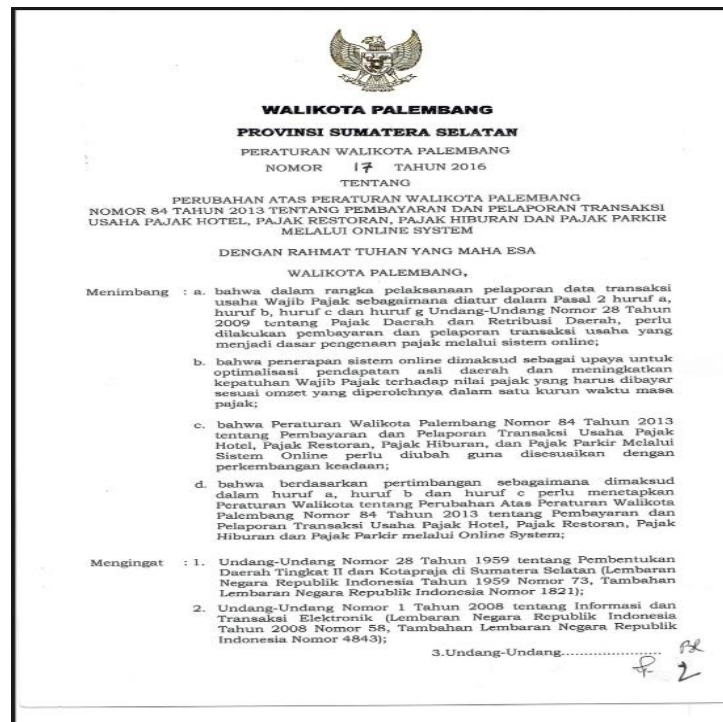 WALIKOTA PALEMBANG
PROVINSI SUMATERA SELATAN
PERATURAN WALIKOTA PALEMBANG
NOMOR 17 TAHUN 2016
TENTANG
PERUBAHAN ATAS PERATURAN WALIKOTA PALEMBANG
NOMOR 84 TAHUN 2013 TENTANG PEMBAYARAN DAN PELAPORAN TRANSAKSI
USAHA PAJAK HOTEL, PAJAK RESTORAN, PAJAK HIBURAN DAN PAJAK PARKIR
MELALUI ONLINE SYSTEM
DENGAN RAHMAT TUHAN YANG MAHA ESA
WALIKOTA PALEMBANG,
Menimbang : a. bahwa dalam rangka pelaksanaan pelaporan data transaksi
usaha Wajib Pajak sebagaimana diatur dalam Pasal 2 huruf a,
huruf b, huruf c dan huruf g Undang-Undang Nomor 28 Tahun
2009 tentang Pajak Daerah dan Retribusi Daerah, perlu
dilakukan pembayaran dan pelaporan transaksi usaha yang
menjadi dasar pengenaan pajak melalui sistem online;
b. bahwa penerapan sistem online dimaksud sebagai upaya untuk
optimalisasi pendapatan asli daerah dan meningkatkan
kepatuhan Wajib Pajak terhadap nilai pajak yang harus dibayar
sesuai omzet yang diperolehnya dalam satu kurun waktu masa
pajak;
c. bahwa Peraturan Walikota Palembang Nomor 84 Tahun 2013
tentang Pembayaran dan Pelaporan Transaksi Usaha Pajak
Hotel, Pajak Restoran, Pajak Hiburan, dan Pajak Parkir Melalui
Sistem Online perlu diubah guna disesuaikan dengan
perkembangan keadaan;
d. bahwa berdasarkan pertimbangan sebagaimana dimaksud
dalam huruf a, huruf b dan huruf c perlu menetapkan
Peraturan Walikota tentang Perubahan Atas Peraturan Walikota
Palembang Nomor 84 Tahun 2013 tentang Pembayaran dan
Pelaporan Transaksi Usaha Pajak Hotel, Pajak Restoran, Pajak
Hiburan dan Pajak Parkir melalui Online System;
Mengingat : 1. Undang-Undang Nomor 28 Tahun 1959 tentang Pembentukan
Daerah Tingkat II dan Kotapraja di Sumatera Selatan (Lembaran
Negara Republik Indonesia Tahun 1959 Nomor 73, Tambahan
Lembaran Negara Republik Indonesia Nomor 1821);
2. Undang-Undang Nomor 1 Tahun 2008 tentang Informasi dan
Transaksi Elektronik (Lembaran Negara Republik Indonesia
Tahun 2008 Nomor 58, Tambahan Lembaran Negara Republik
Indonesia Nomor 4843);
3.Undang-Undang.....................